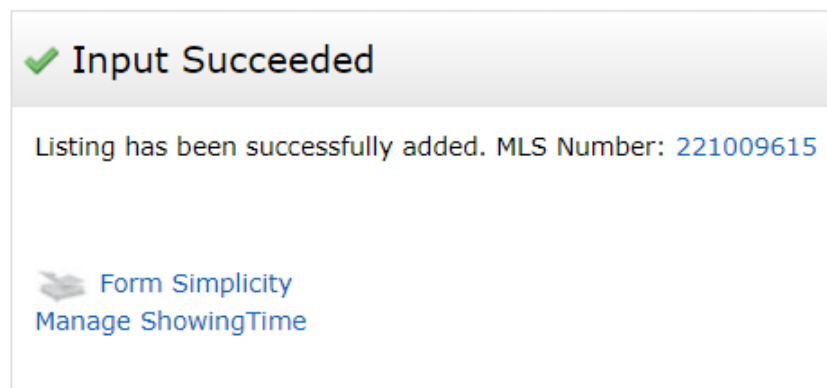 Input Succeeded
Listing has been successfully added. MLS Number: 221009615
Form Simplicity
Manage ShowingTime